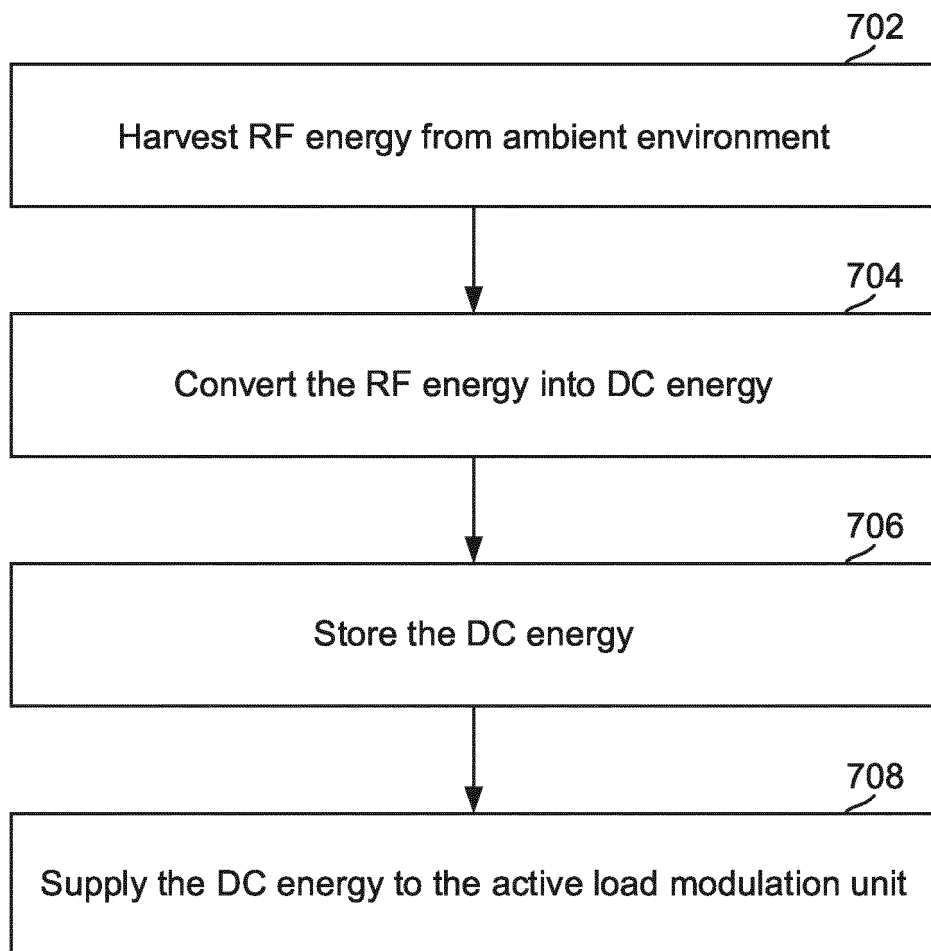 702
Harvest RF energy from ambient environment
704
Convert the RF energy into DC energy
706
Store the DC energy
708
Supply the DC energy to the active load modulation unit